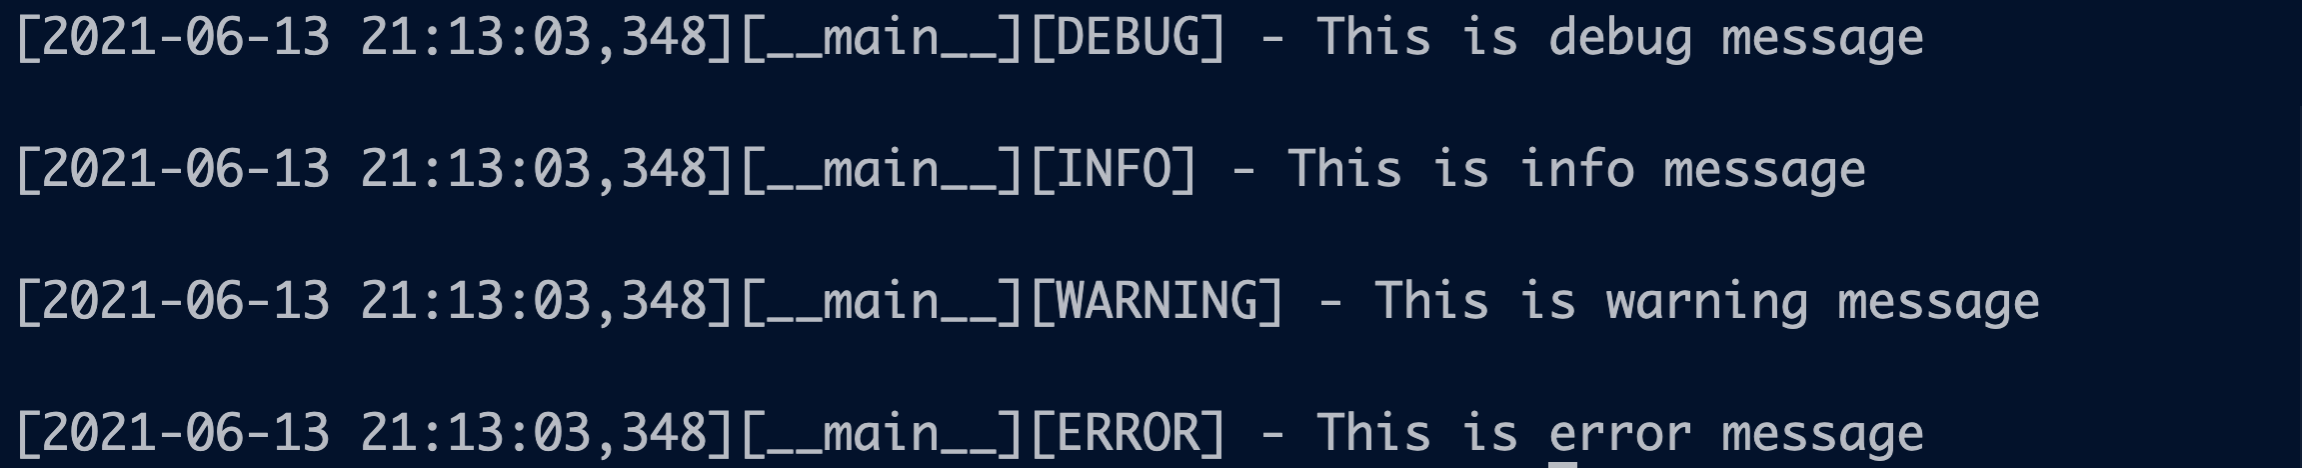 [2021-06-13 21:13:03,348][__main__][DEBUG] - This is debug message
[2021-06-13 21:13:03,348][__main__][INFO] - This is info message
[2021-06-13 21:13:03,348][__main__][WARNING] - This is warning message
[2021-06-13 21:13:03,348][__main__][ERROR] - This is error message